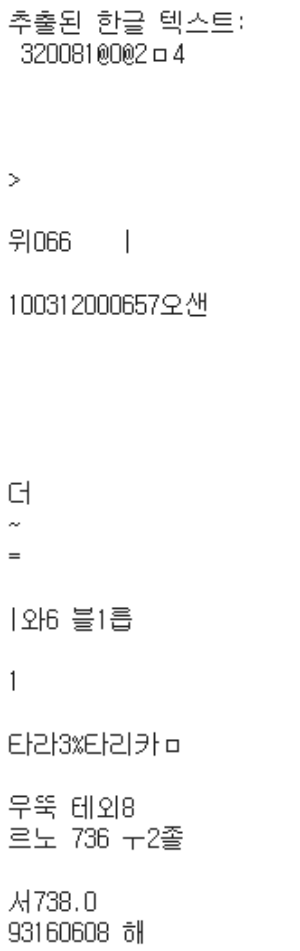 추출된 한글 텍스트:
320081@0@2ㅁ4
>
위066 |
100312000657오샌
더
~
=
|와6 블1릅
1
타라3%타리카ㅁ
우뚝 테외8
르노 736 ㅜ2졸
서738.0
93160608 해